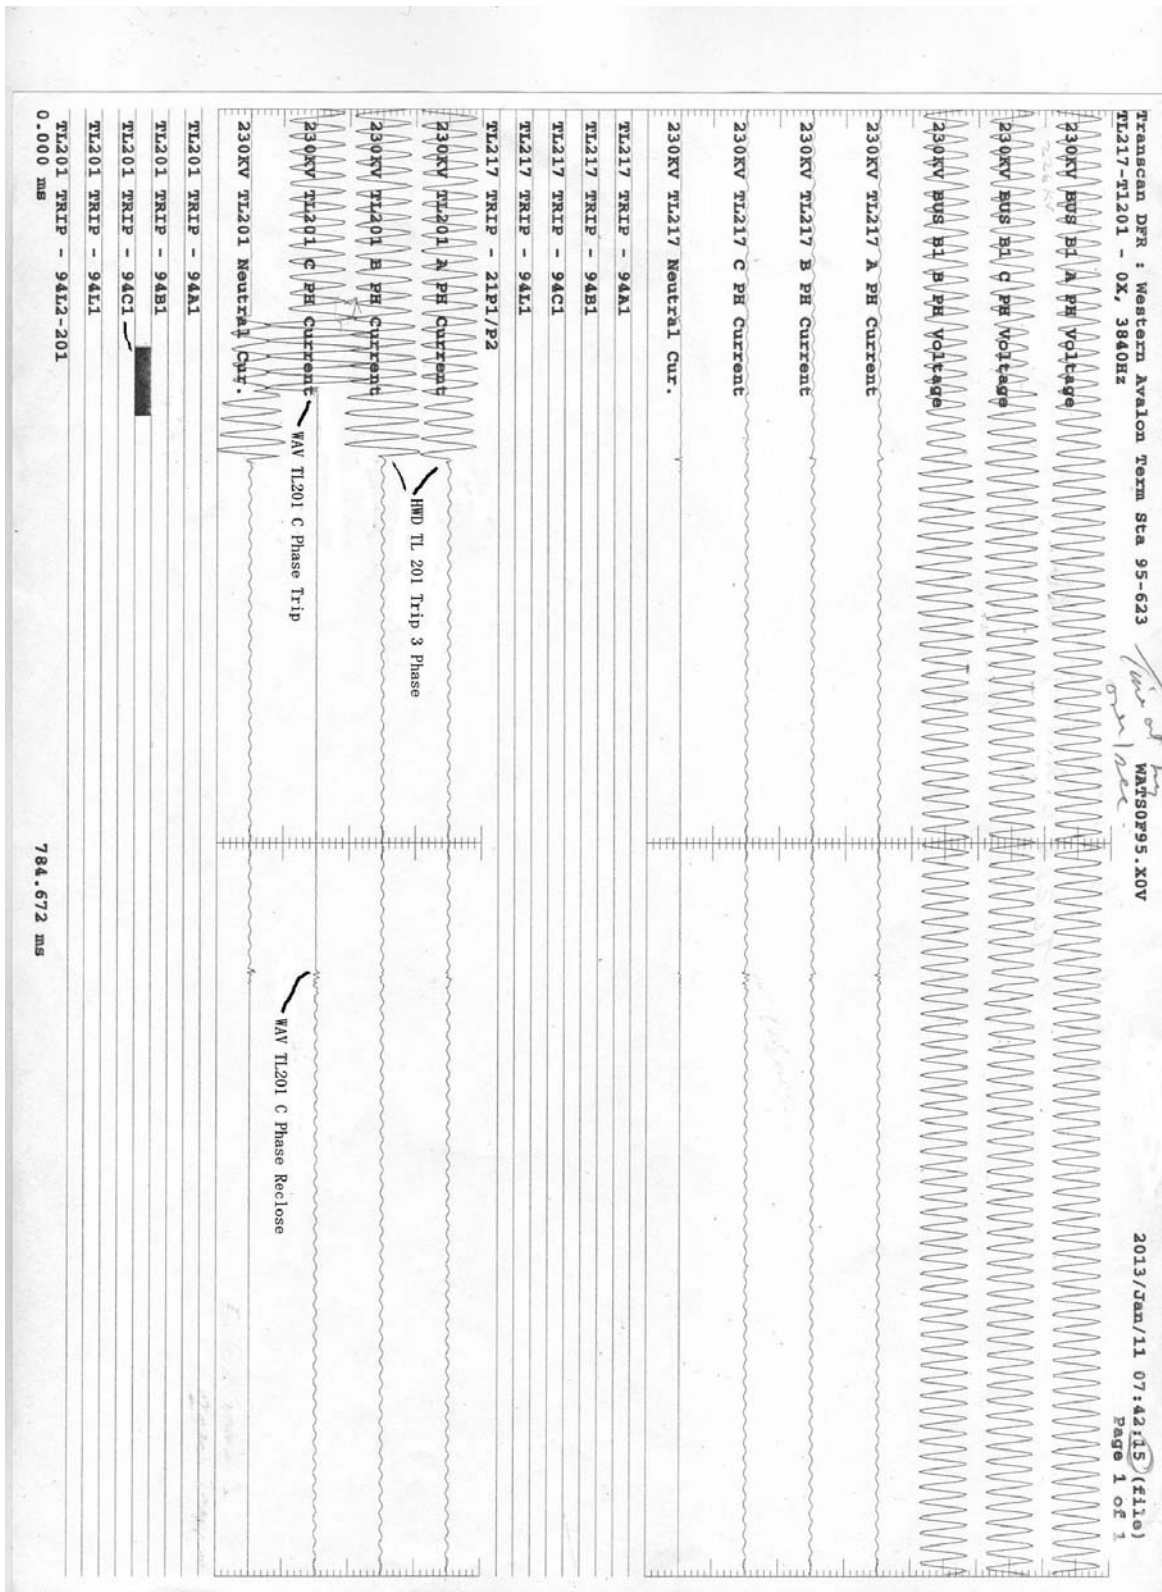 Transcan DFR : Western Avalon Term Sta 95-623 WATSOF95.X0V 2013/Jan/11 07:42:15 (file)
TL217-T1201 - 0X, 3840Hz Page 1 of 1
230KV BUS B1 A PH Voltage
230KV BUS B1 C PH Voltage
230KV BUS B1 B PH Voltage
230KV TL217 A PH Current
230KV TL217 B PH Current
230KV TL217 C PH Current
230KV TL217 Neutral Cur.
TL217 TRIP - 94A1
TL217 TRIP - 94B1
TL217 TRIP - 94C1
TL217 TRIP - 94L1
TL217 TRIP - 21P1/P2
230KV TL201 A PH Current
HWD TL 201 Trip 3 Phase
230KV TL201 B PH Current
230KV TL201 C PH Current
WAV TL201 C Phase Trip
WAV TL201 C Phase Reclose
230KV TL201 Neutral Cur.
TL201 TRIP - 94A1
TL201 TRIP - 94B1
TL201 TRIP - 94C1
TL201 TRIP - 94L1
TL201 TRIP - 94L2-201
0.000 ms 784.672 ms